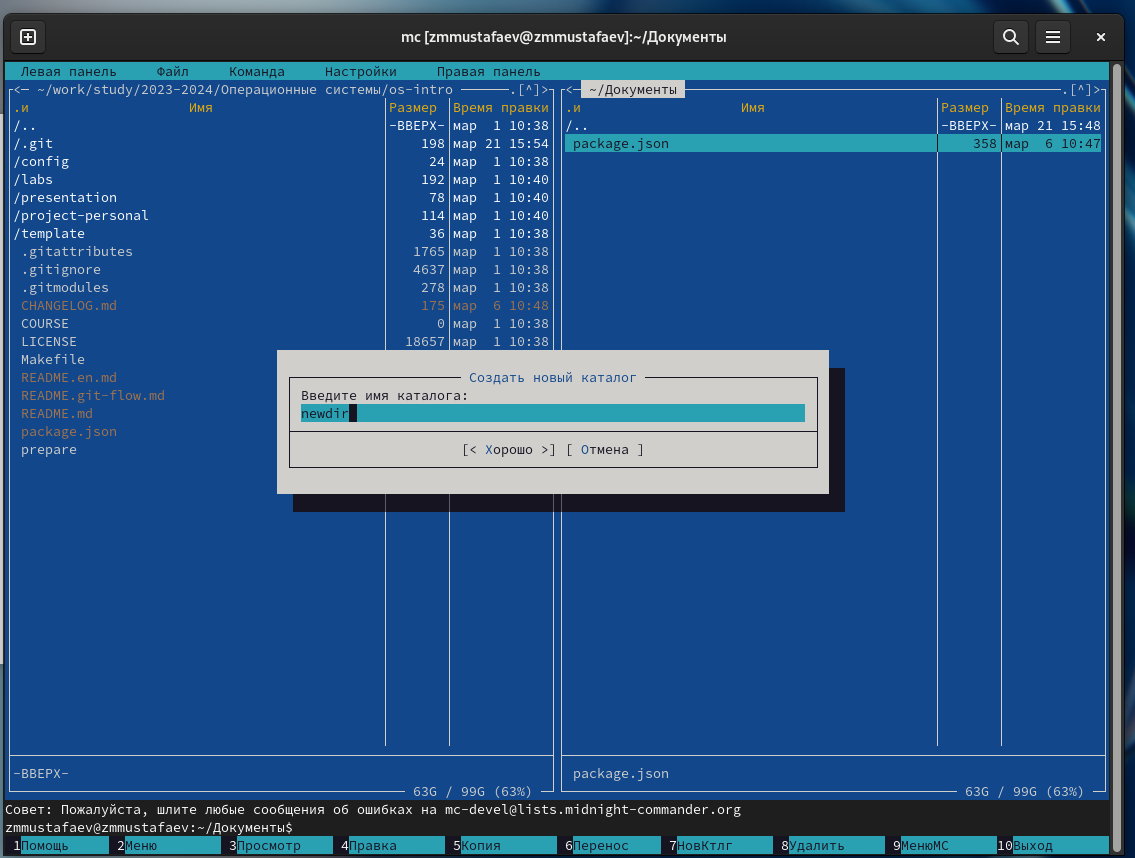 mc [zmmustafaev@zmmustafaev]:~/Документы
Левая панель Файл Команда Настройки Правая панель
<— ~/work/study/2023-2024/Операционные системы/os-intro ——————.[^]>
.и Имя Размер Время правки
/.. -ВВЕРХ- мар 1 10:38
/.git 198 мар 21 15:54
/config 24 мар 1 10:38
/labs 192 мар 1 10:40
/presentation 78 мар 1 10:40
/project-personal 114 мар 1 10:40
/template 36 мар 1 10:38
.gitattributes 1765 мар 1 10:38
.gitignore 4637 мар 1 10:38
.gitmodules 278 мар 1 10:38
CHANGELOG.md 175 мар 6 10:48
COURSE 0 мар 1 10:38
LICENSE 18657 мар 1 10:38
Makefile
README.en.md
README.git-flow.md
README.md
package.json
prepare
-ВВЕРХ-
63G / 99G (63%)
<— ~/Документы .[^]>
.и Имя Размер Время правки
/.. -ВВЕРХ- мар 21 15:48
package.json 358 мар 6 10:47
package.json
63G / 99G (63%)
Создать новый каталог
Введите имя каталога:
newdir
[< Хорошо >] [ Отмена ]
Совет: Пожалуйста, шлите любые сообщения об ошибках на mc-devel@lists.midnight-commander.org
zmmustafaev@zmmustafaev:~/Документы$
1Помощь 2Меню 3Просмотр 4Правка 5Копия 6Перенос 7НовКтлг 8Удалить 9МенюMC 10Выход